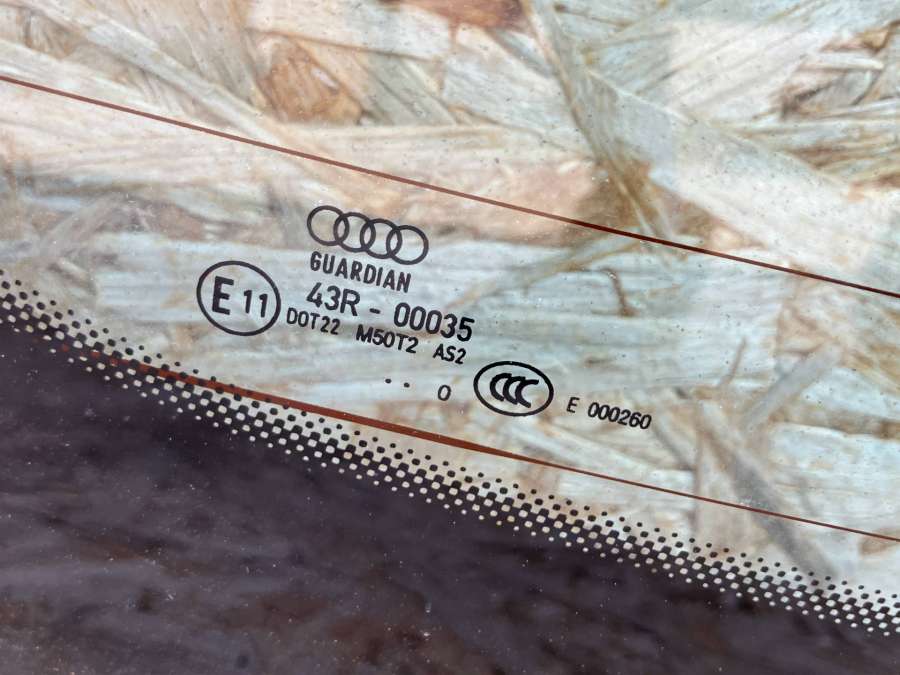 GUARDIAN
E 11
43R - 00035
DOT22 M50T2 AS2
.. 0
CCC
E 000260